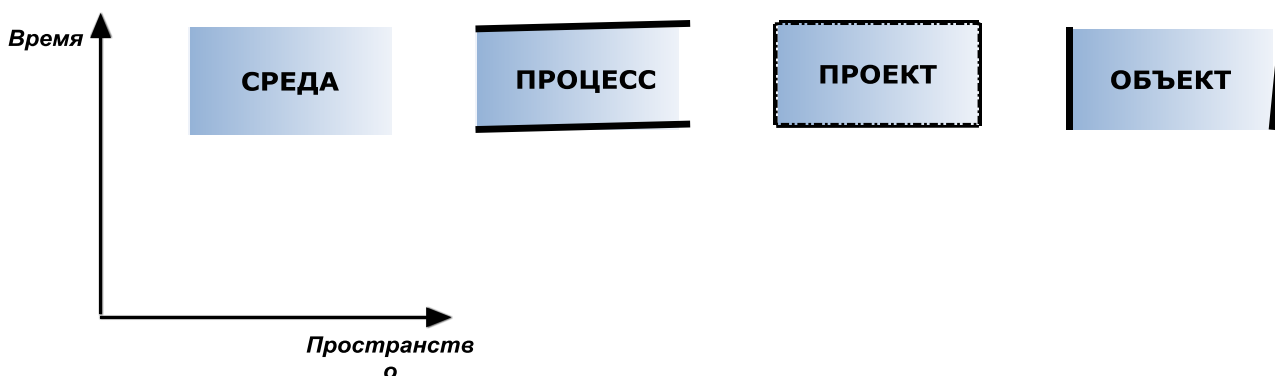 Время
СРЕДА
ПРОЦЕСС
ПРОЕКТ
ОБЪЕКТ
Пространств
о